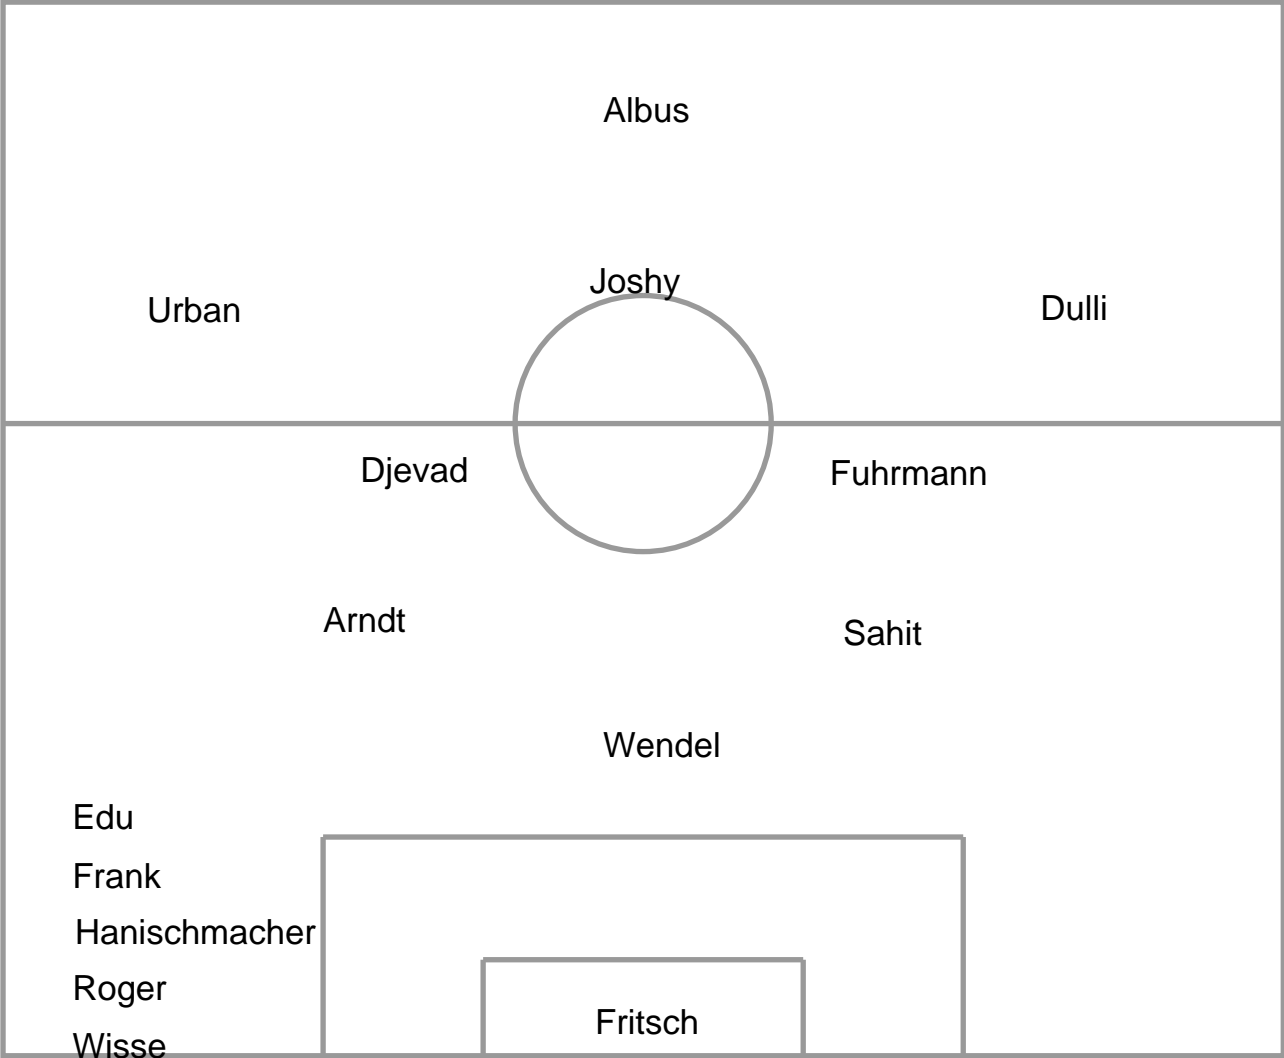 Albus
Joshy
Urban
Dulli
Djevad
Fuhrmann
Arndt
Sahit
Wendel
Edu
Frank
Hanischmacher
Roger
Fritsch
Wisse